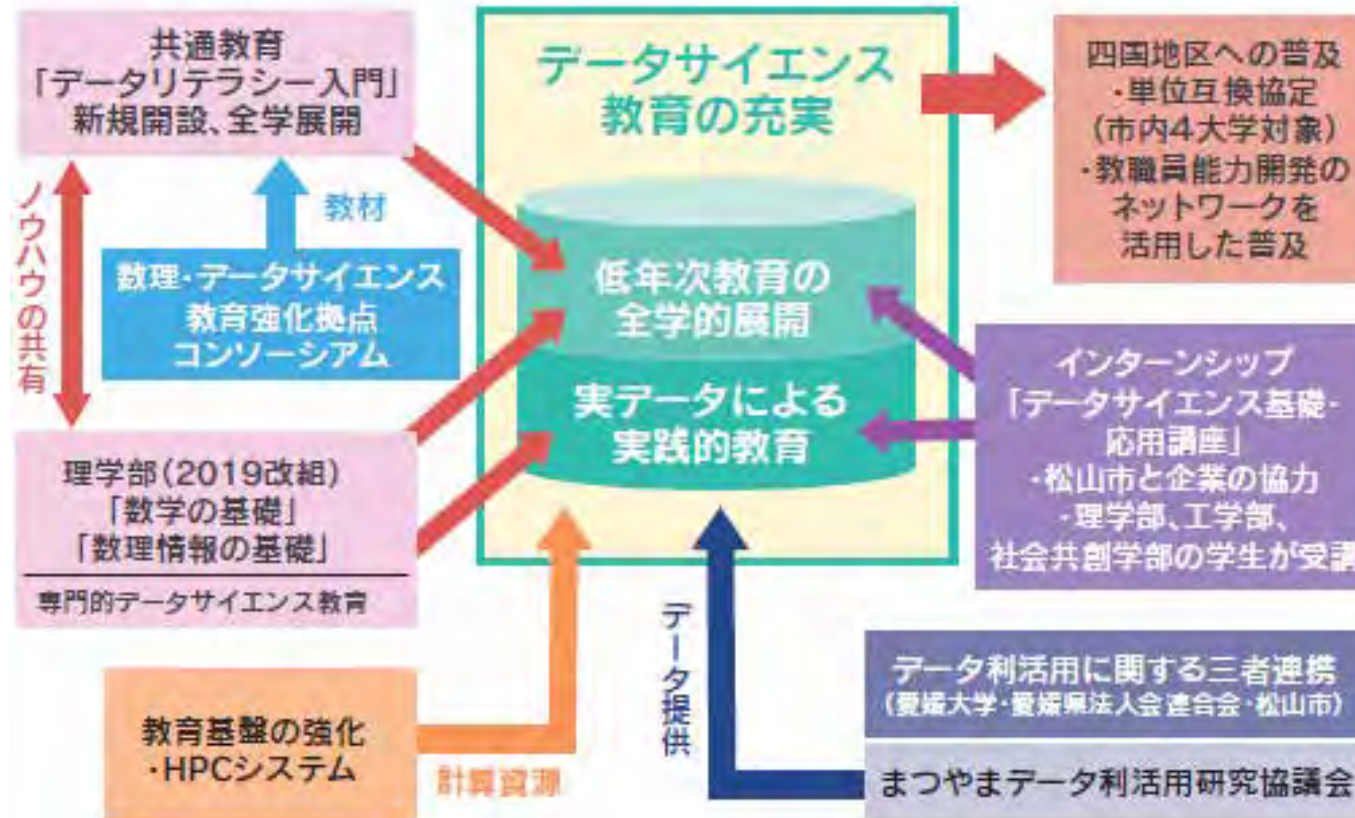 共通教育
「データリテラシー入門」
新規開設、全学展開
ノウハウの共有
教材
数理・データサイエンス
教育強化拠点
コンソーシアム
理学部(2019改組)
「数学の基礎」
「数理情報の基礎」
専門的データサイエンス教育
教育基盤の強化
・HPCシステム
計算資源
データサイエンス
教育の充実
低年次教育の
全学的展開
実データによる
実践的教育
データ提供
四国地区への普及
・単位互換協定
(市内4大学対象)
・教職員能力開発の
ネットワークを
活用した普及
インターンシップ
「データサイエンス基礎・
応用講座」
・松山市と企業の協力
・理学部、工学部、
社会共創学部の学生が受講
データ利活用に関する三者連携
(愛媛大学・愛媛県法人会連合会・松山市)
まつやまデータ利活用研究協議会